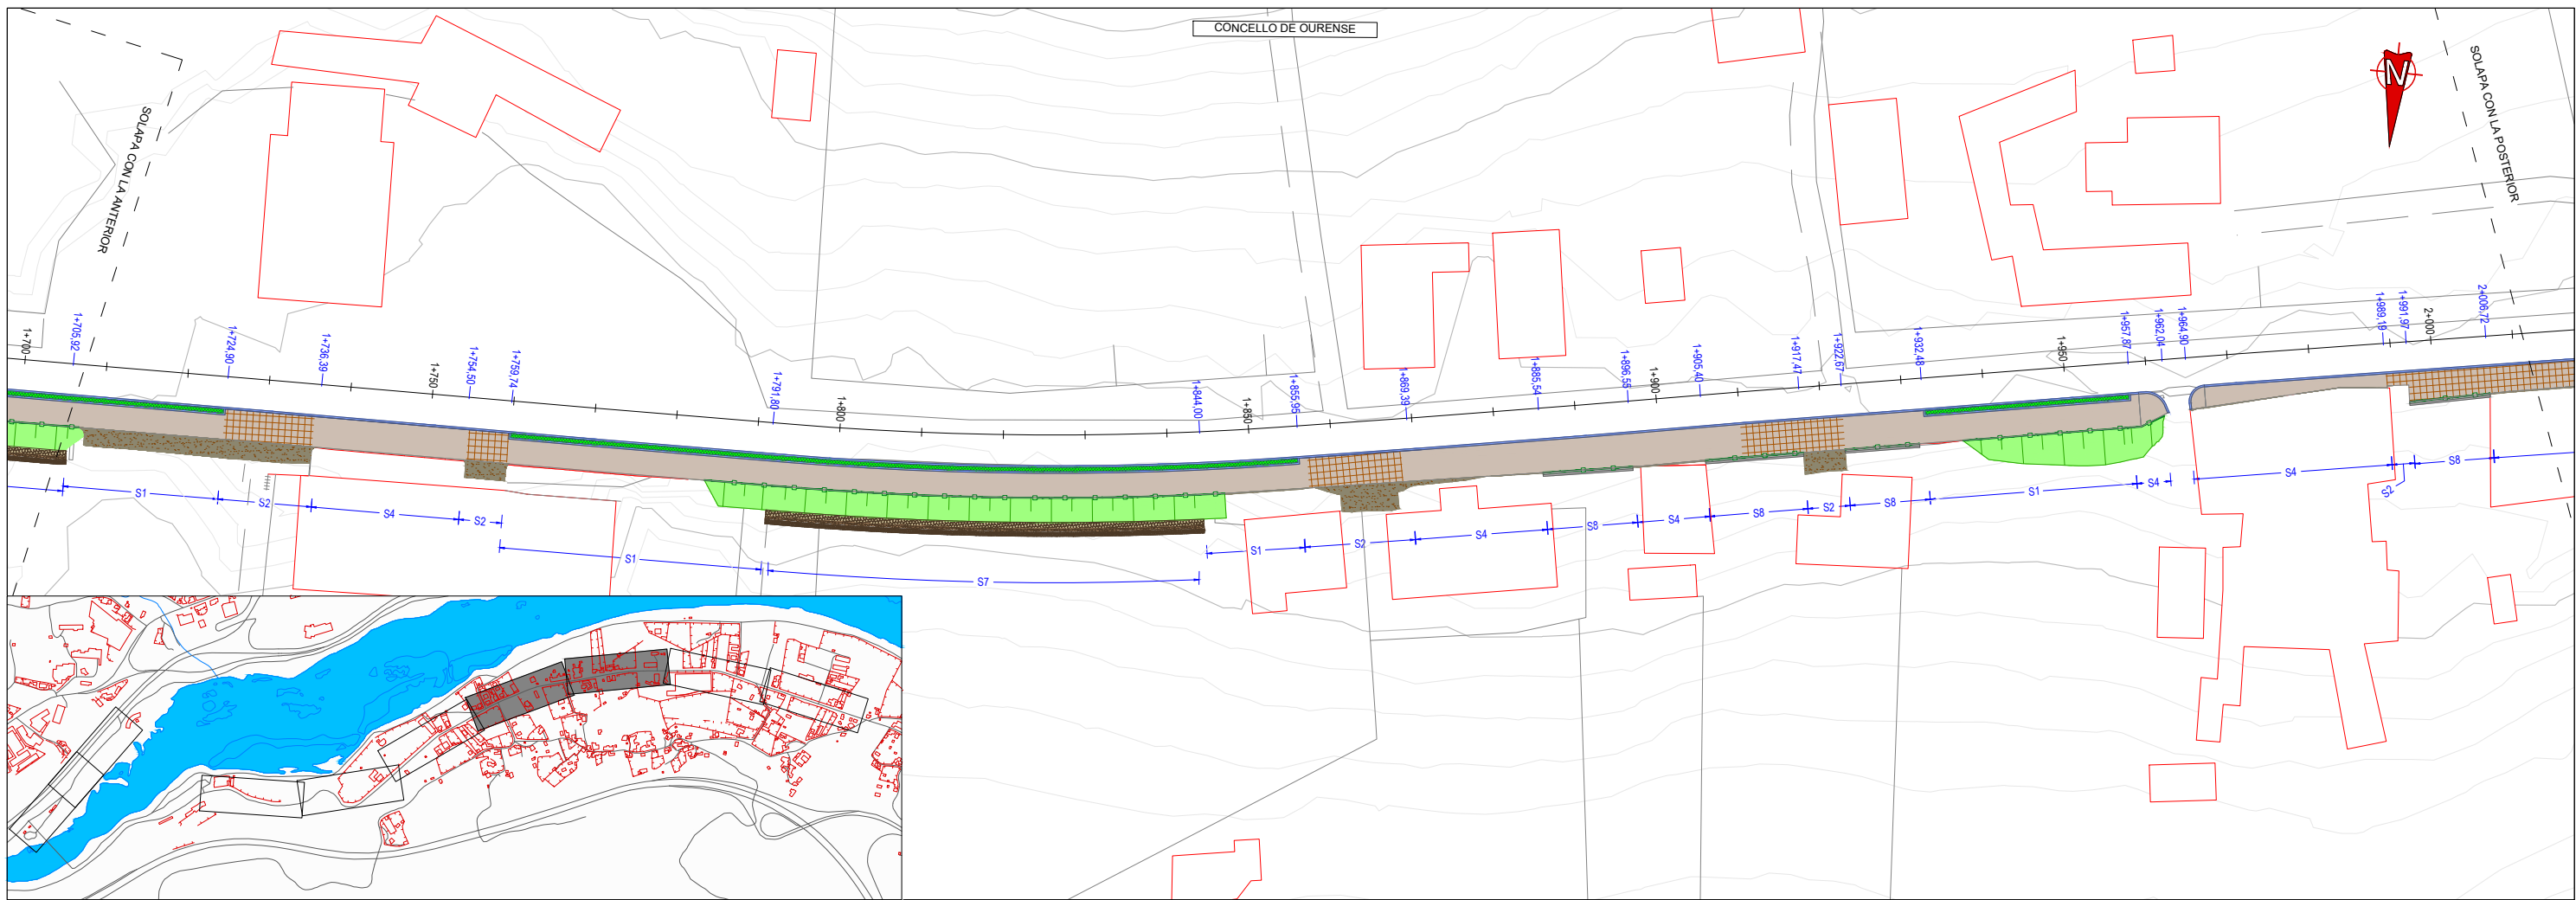 CONCELLO DE OURENSE
SOLAPA CON LA ANTERIOR
SOLAPA CON LA POSTERIOR
N
1+700
1+705,92
1+724,90
1+736,39
1+750
1+754,50
1+759,74
1+791,80
1+800
1+844,00
1+850
1+855,95
1+869,39
1+885,54
1+896,55
1+900
1+905,40
1+917,47
1+922,67
1+932,48
1+950
1+957,87
1+962,04
1+964,90
1+989,19
1+991,97
2+000
2+006,72
S1
S2
S4
S2
S1
S7
S1
S2
S4
S8
S4
S8
S2
S8
S1
S4
S4
S2
S8